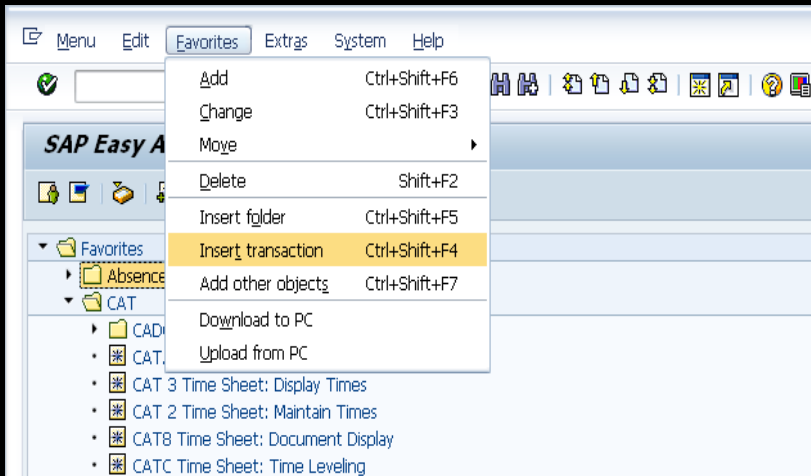 Menu Edit Favorites Extras System Help
Add Ctrl+Shift+F6
Change Ctrl+Shift+F3
Move
SAP Easy A
Delete Shift+F2
Insert folder Ctrl+Shift+F5
Insert transaction Ctrl+Shift+F4
Add other objects Ctrl+Shift+F7
Download to PC
Upload from PC
Favorites
Absence
CAT
CAD
CAT
CAT 3 Time Sheet: Display Times
CAT 2 Time Sheet: Maintain Times
CAT8 Time Sheet: Document Display
CATC Time Sheet: Time Leveling